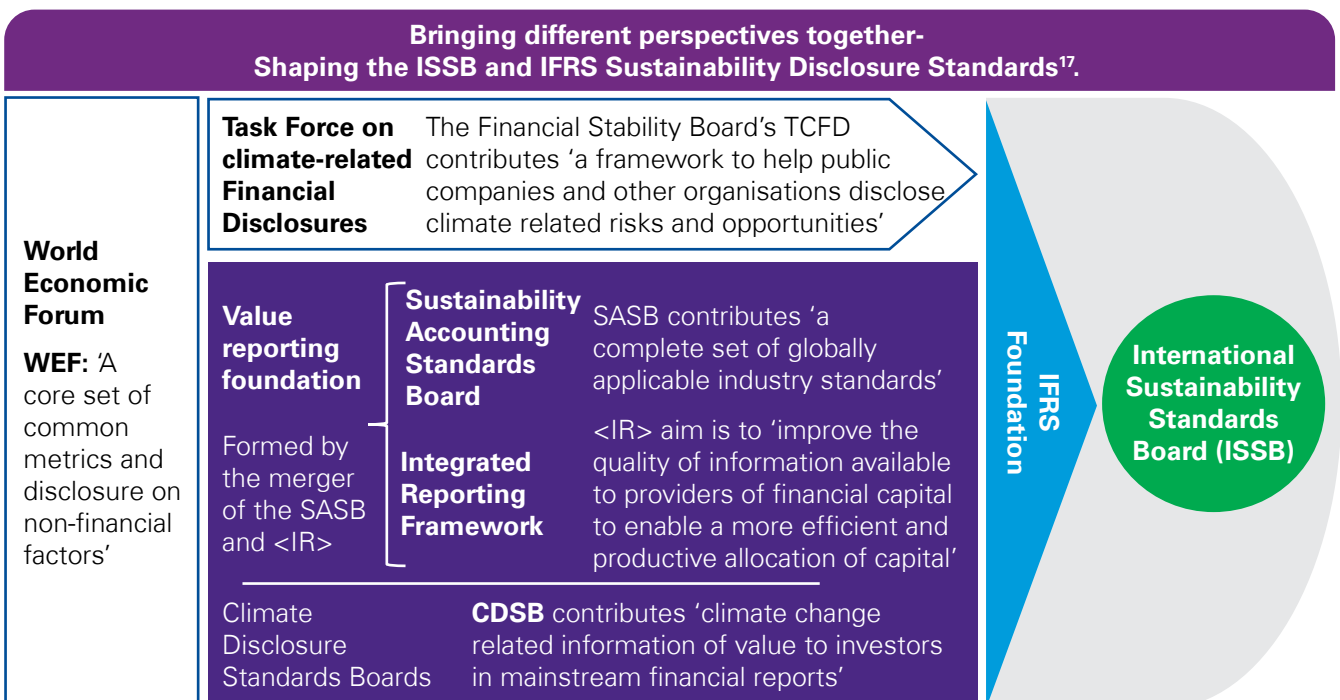 Bringing different perspectives together-
Shaping the ISSB and IFRS Sustainability Disclosure Standards¹⁷.
World
Economic
Forum
WEF: ‘A
core set of
common
metrics and
disclosure on
non-financial
factors’
Task Force on
climate-related
Financial
Disclosures
The Financial Stability Board’s TCFD
contributes ‘a framework to help public
companies and other organisations disclose
climate related risks and opportunities’
Value
reporting
foundation
Formed by
the merger
of the SASB
and <IR>
Sustainability
Accounting
Standards
Board
SASB contributes ‘a
complete set of globally
applicable industry standards’
Integrated
Reporting
Framework
<IR> aim is to ‘improve the
quality of information available
to providers of financial capital
to enable a more efficient and
productive allocation of capital’
Climate
Disclosure
Standards Boards
CDSB contributes ‘climate change
related information of value to investors
in mainstream financial reports’
IFRS
Foundation
International
Sustainability
Standards
Board (ISSB)